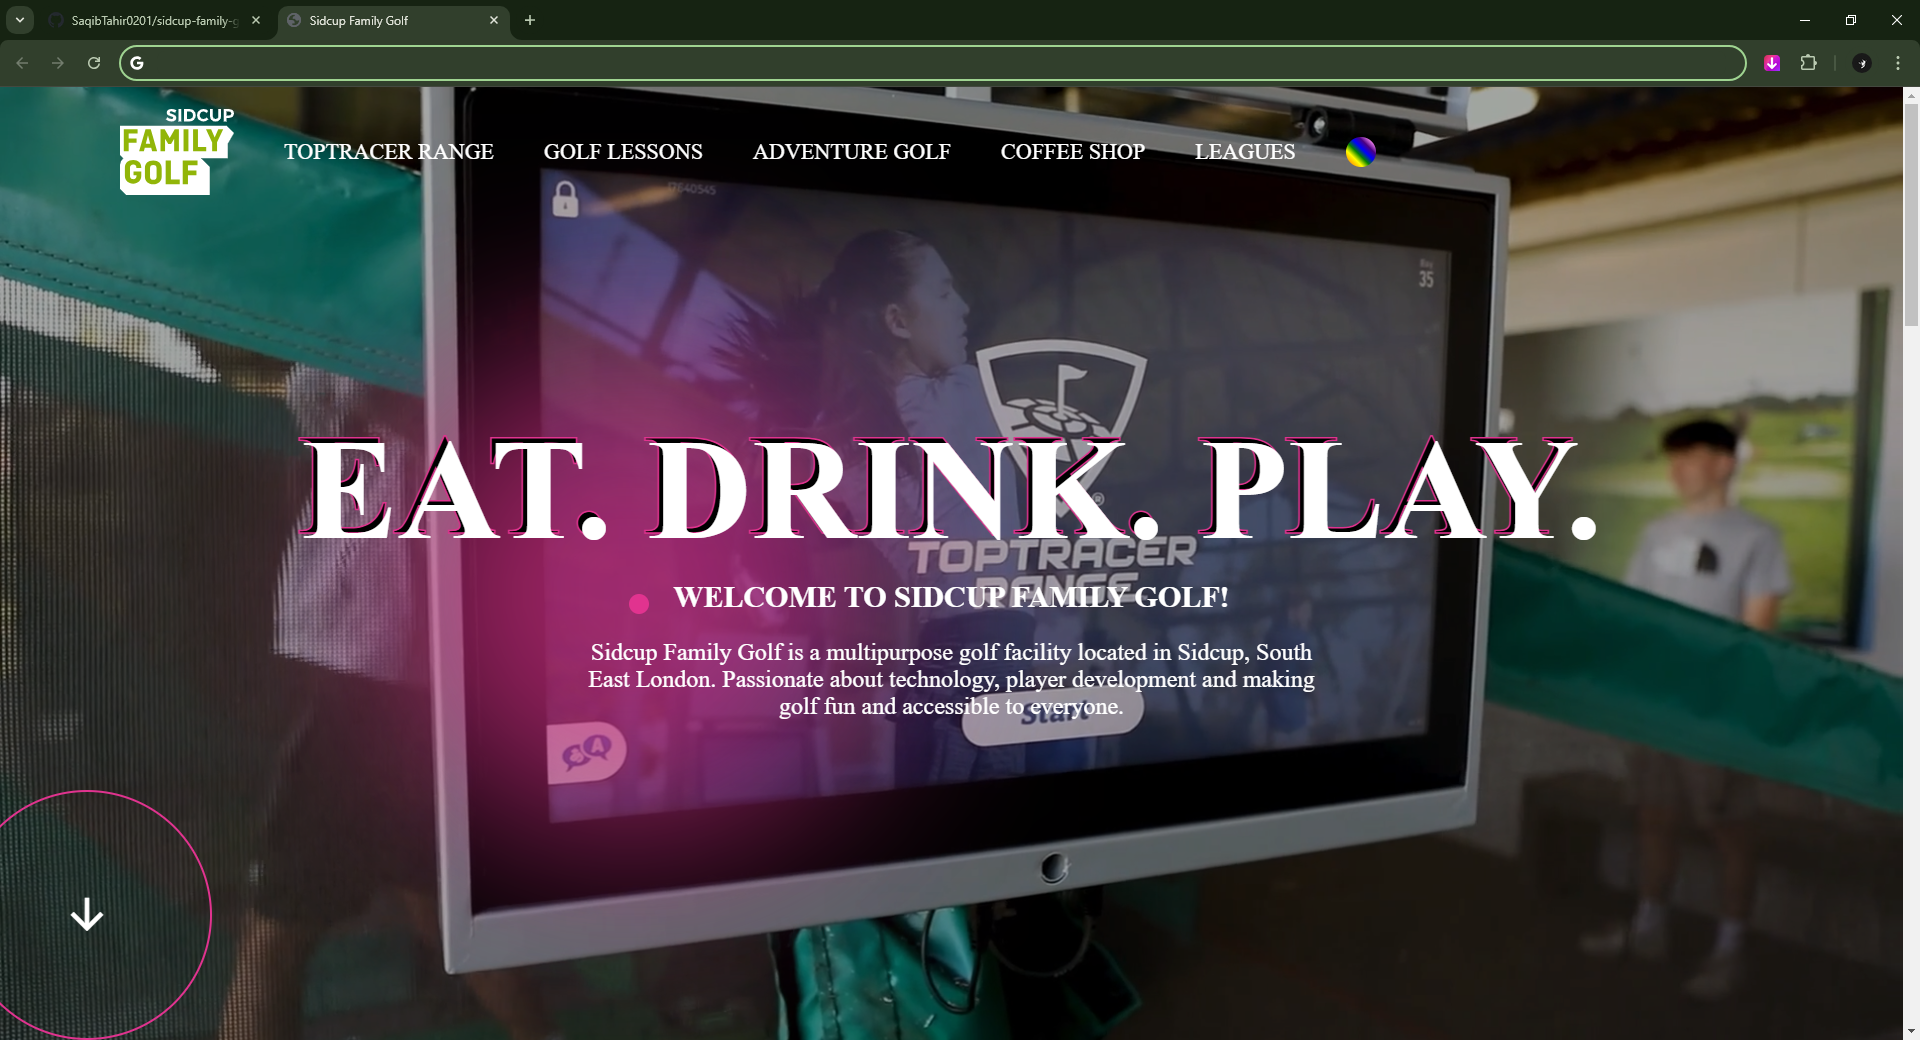 SaqibTahir0201/sidcup-family-g
Sidcup Family Golf
SIDCUP
FAMILY
GOLF
TOPTRACER RANGE
GOLF LESSONS
ADVENTURE GOLF
COFFEE SHOP
LEAGUES
17640545
Bay
35
EAT. DRINK. PLAY.
TOPTRACER
RANGE
WELCOME TO SIDCUP FAMILY GOLF!
Sidcup Family Golf is a multipurpose golf facility located in Sidcup, South
East London. Passionate about technology, player development and making
golf fun and accessible to everyone.
Start
A